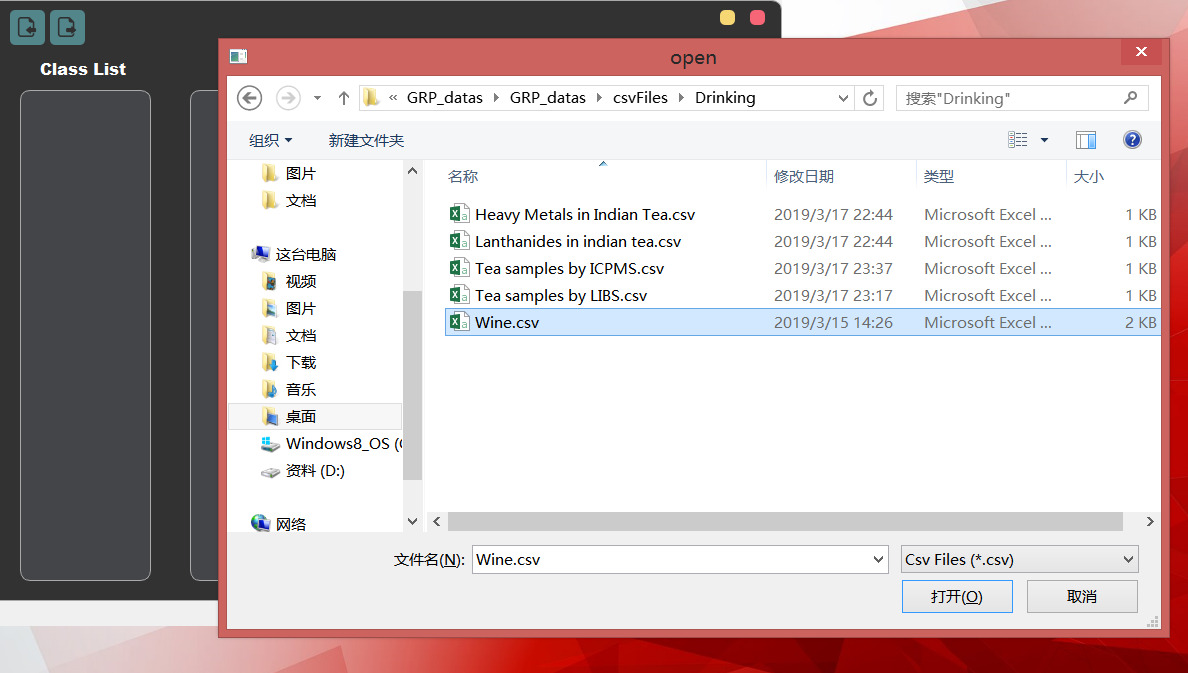 Class List
open
« GRP_datas GRP_datas csvFiles Drinking
搜索"Drinking"
组织 新建文件夹
图片
文档
这台电脑
视频
图片
文档
下载
音乐
桌面
Windows8_OS (
资料 (D:)
网络
名称 修改日期 类型 大小
Heavy Metals in Indian Tea.csv 2019/3/17 22:44 Microsoft Excel ... 1 KB
Lanthanides in indian tea.csv 2019/3/17 22:44 Microsoft Excel ... 1 KB
Tea samples by ICPMS.csv 2019/3/17 23:37 Microsoft Excel ... 1 KB
Tea samples by LIBS.csv 2019/3/17 23:17 Microsoft Excel ... 1 KB
Wine.csv 2019/3/15 14:26 Microsoft Excel ... 2 KB
文件名(N): Wine.csv Csv Files (*.csv)
打开(O) 取消